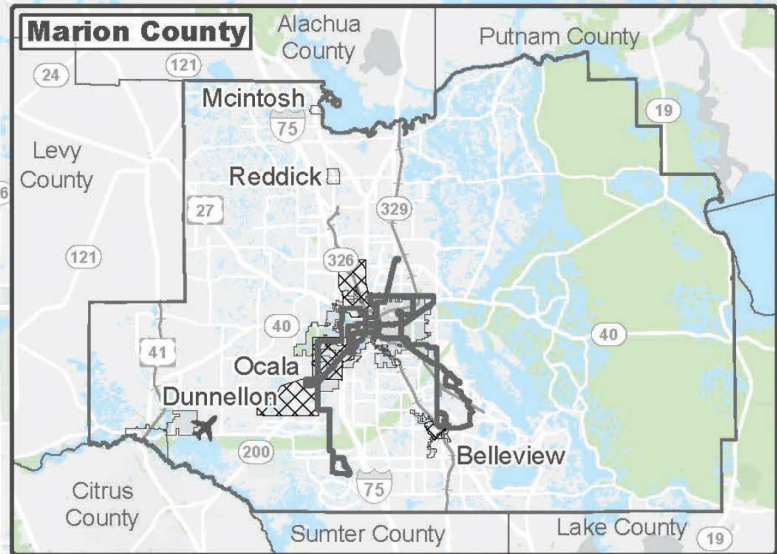 Marion County
Alachua
County
Putnam County
121
24
Mcintosh
75
19
Levy
County
Reddick
6
27
329
121
326
40
40
41
Ocala
Dunnellon
200
Belleview
75
Citrus
County
Sumter County
Lake County
19